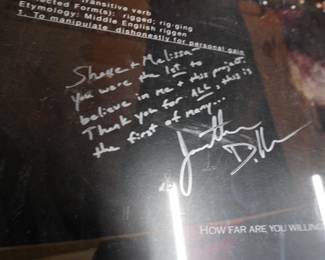 Transitive verb
Inflected Form(s): rigged; rig·ging
Etymology: Middle English riggen
1. To manipulate dishonestly for personal gain
Shane + Melissa
You were the 1st to
believe in me + this project.
Thank you for ALL, this is
the first of many...
HOW FAR ARE YOU WILLING